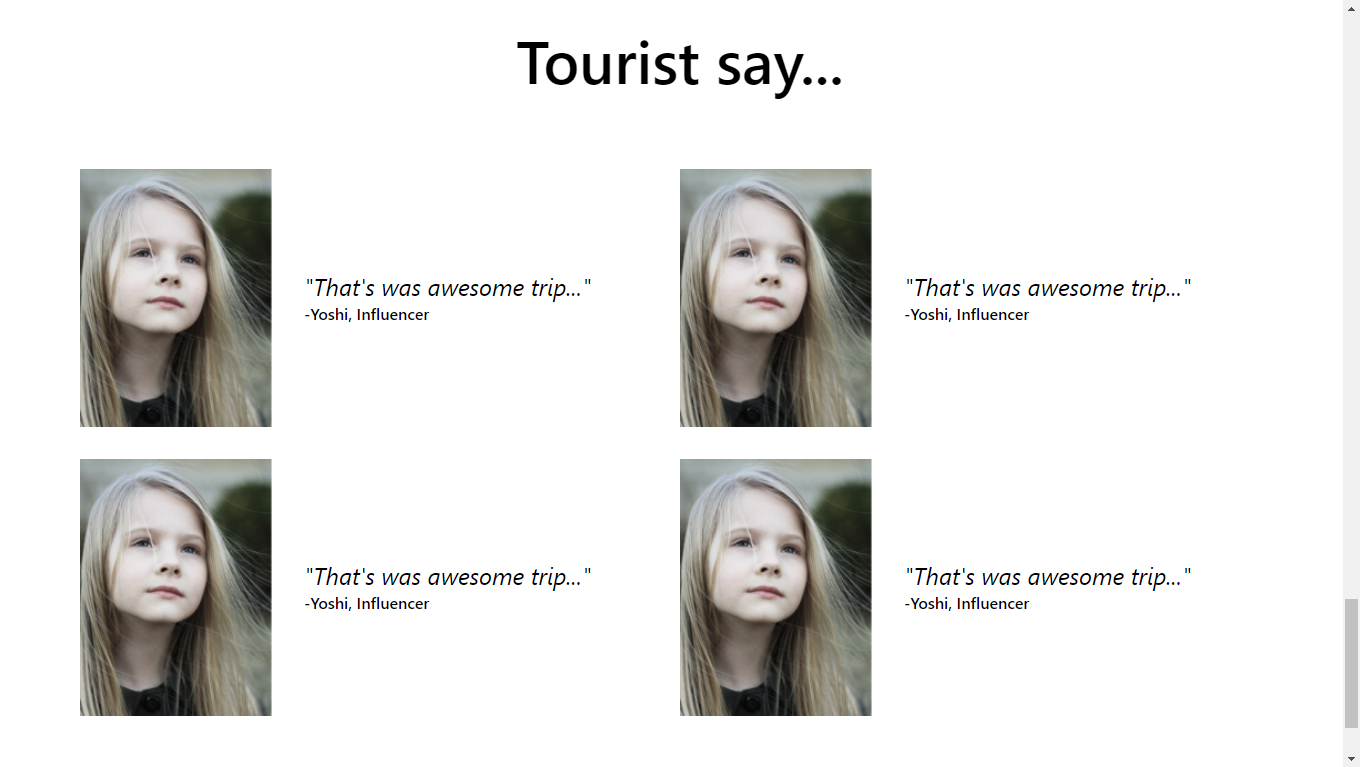 Tourist say...
"That's was awesome trip..."
-Yoshi, Influencer
"That's was awesome trip..."
-Yoshi, Influencer
"That's was awesome trip..."
-Yoshi, Influencer
"That's was awesome trip..."
-Yoshi, Influencer